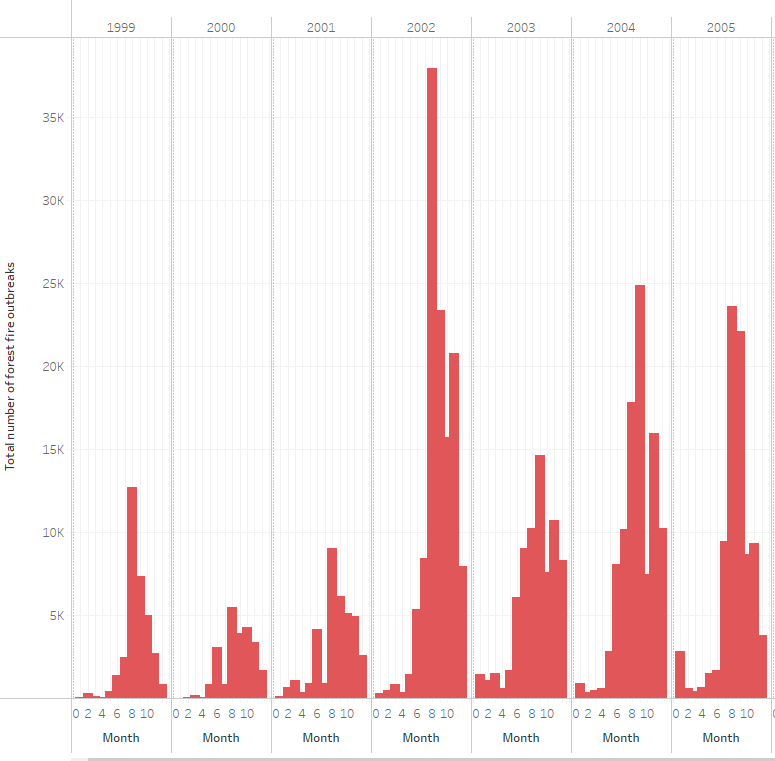 1999 2000 2001 2002 2003 2004 2005
35K
30K
25K
20K
15K
10K
5K
Total number of forest fire outbreaks
0 2 4 6 8 10 0 2 4 6 8 10 0 2 4 6 8 10 0 2 4 6 8 10 0 2 4 6 8 10 0 2 4 6 8 10 0 2 4 6 8 10
Month Month Month Month Month Month Month